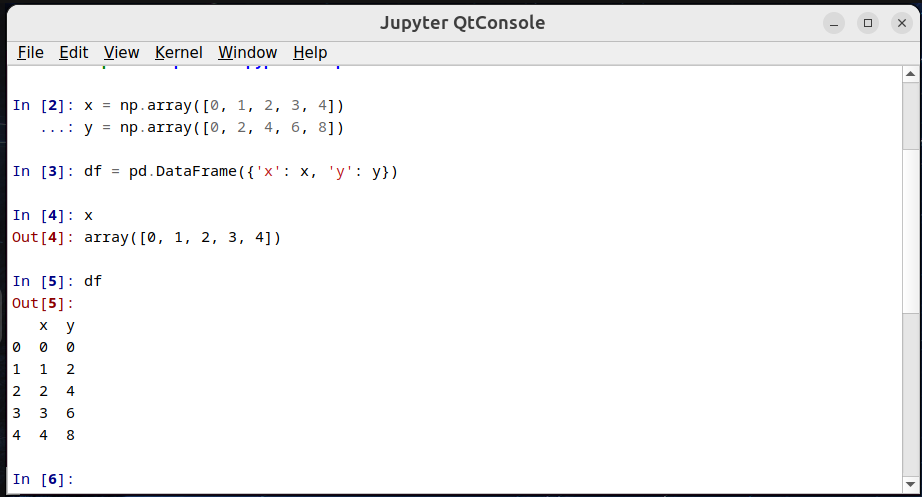 Jupyter QtConsole
File Edit View Kernel Window Help
In [2]: x = np.array([0, 1, 2, 3, 4])
   ...: y = np.array([0, 2, 4, 6, 8])
In [3]: df = pd.DataFrame({'x': x, 'y': y})
In [4]: x
Out[4]: array([0, 1, 2, 3, 4])
In [5]: df
Out[5]:
   x  y
0  0  0
1  1  2
2  2  4
3  3  6
4  4  8
In [6]: